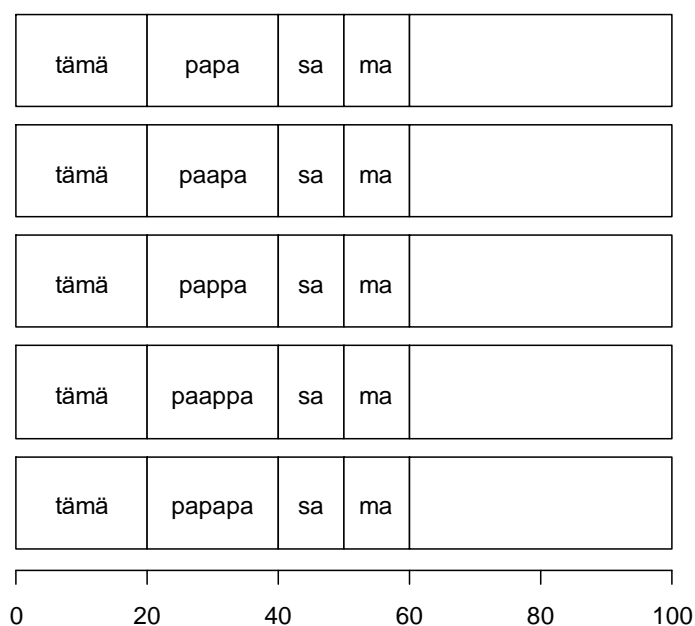 tämä papa sa ma
tämä paapa sa ma
tämä pappa sa ma
tämä paappa sa ma
tämä papapa sa ma
0 20 40 60 80 100